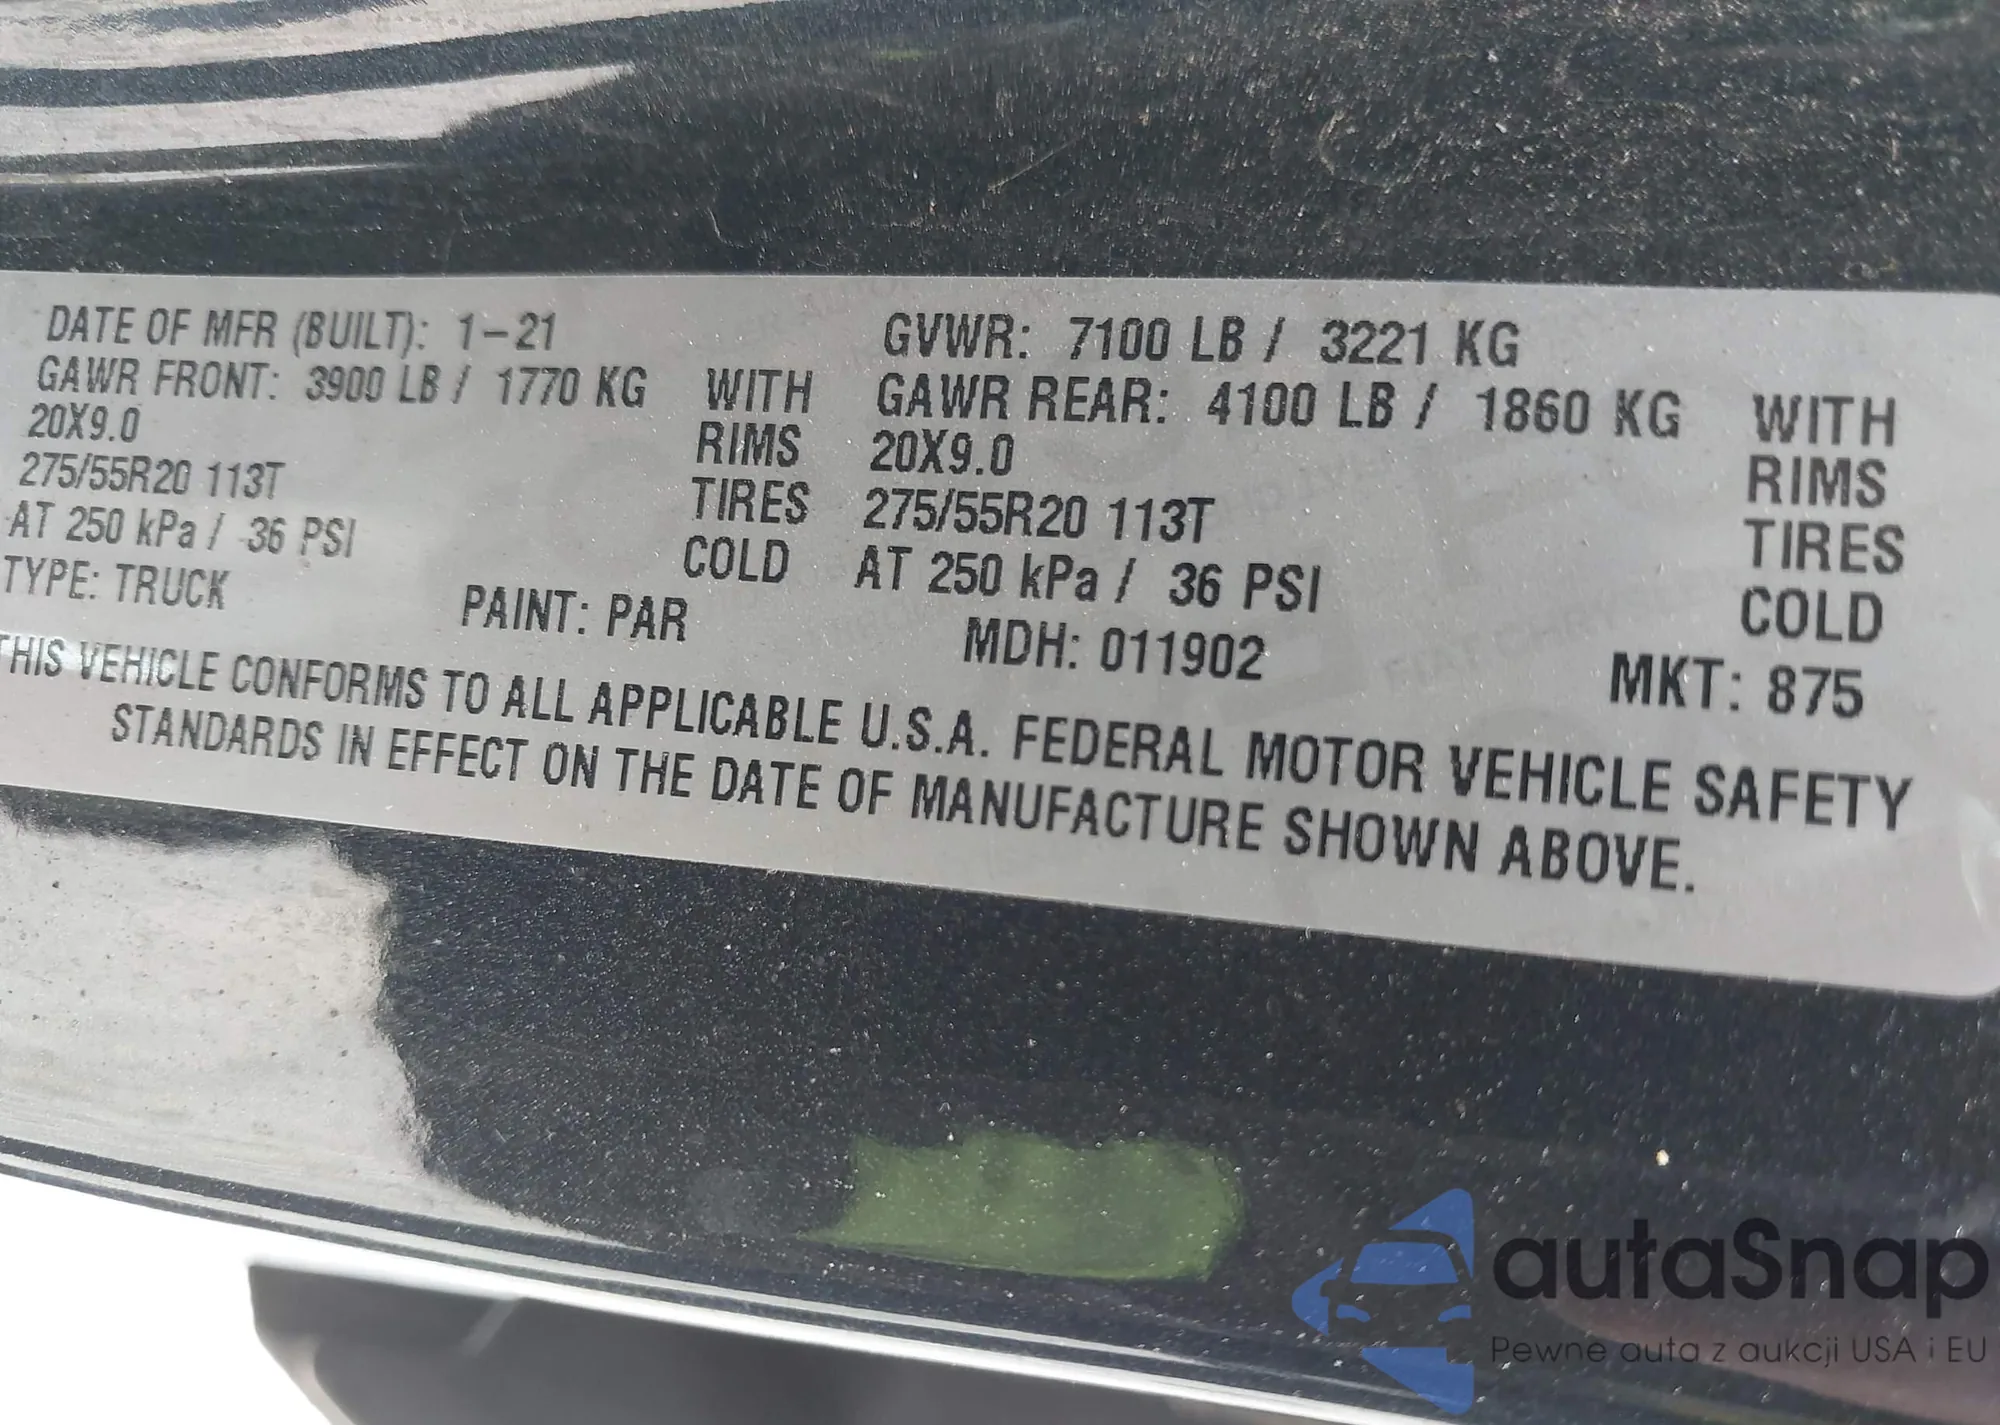 DATE OF MFR (BUILT): 1-21 GVWR: 7100 LB / 3221 KG
GAWR FRONT: 3900 LB / 1770 KG WITH GAWR REAR: 4100 LB / 1860 KG WITH
20X9.0 RIMS 20X9.0 RIMS
275/55R20 113T TIRES 275/55R20 113T TIRES
AT 250 kPa / 36 PSI COLD AT 250 kPa / 36 PSI COLD
TYPE: TRUCK PAINT: PAR MDH: 011902 MKT: 875
THIS VEHICLE CONFORMS TO ALL APPLICABLE U.S.A. FEDERAL MOTOR VEHICLE SAFETY
STANDARDS IN EFFECT ON THE DATE OF MANUFACTURE SHOWN ABOVE.
autaSnap
Pewne auta z aukcji USA i EU